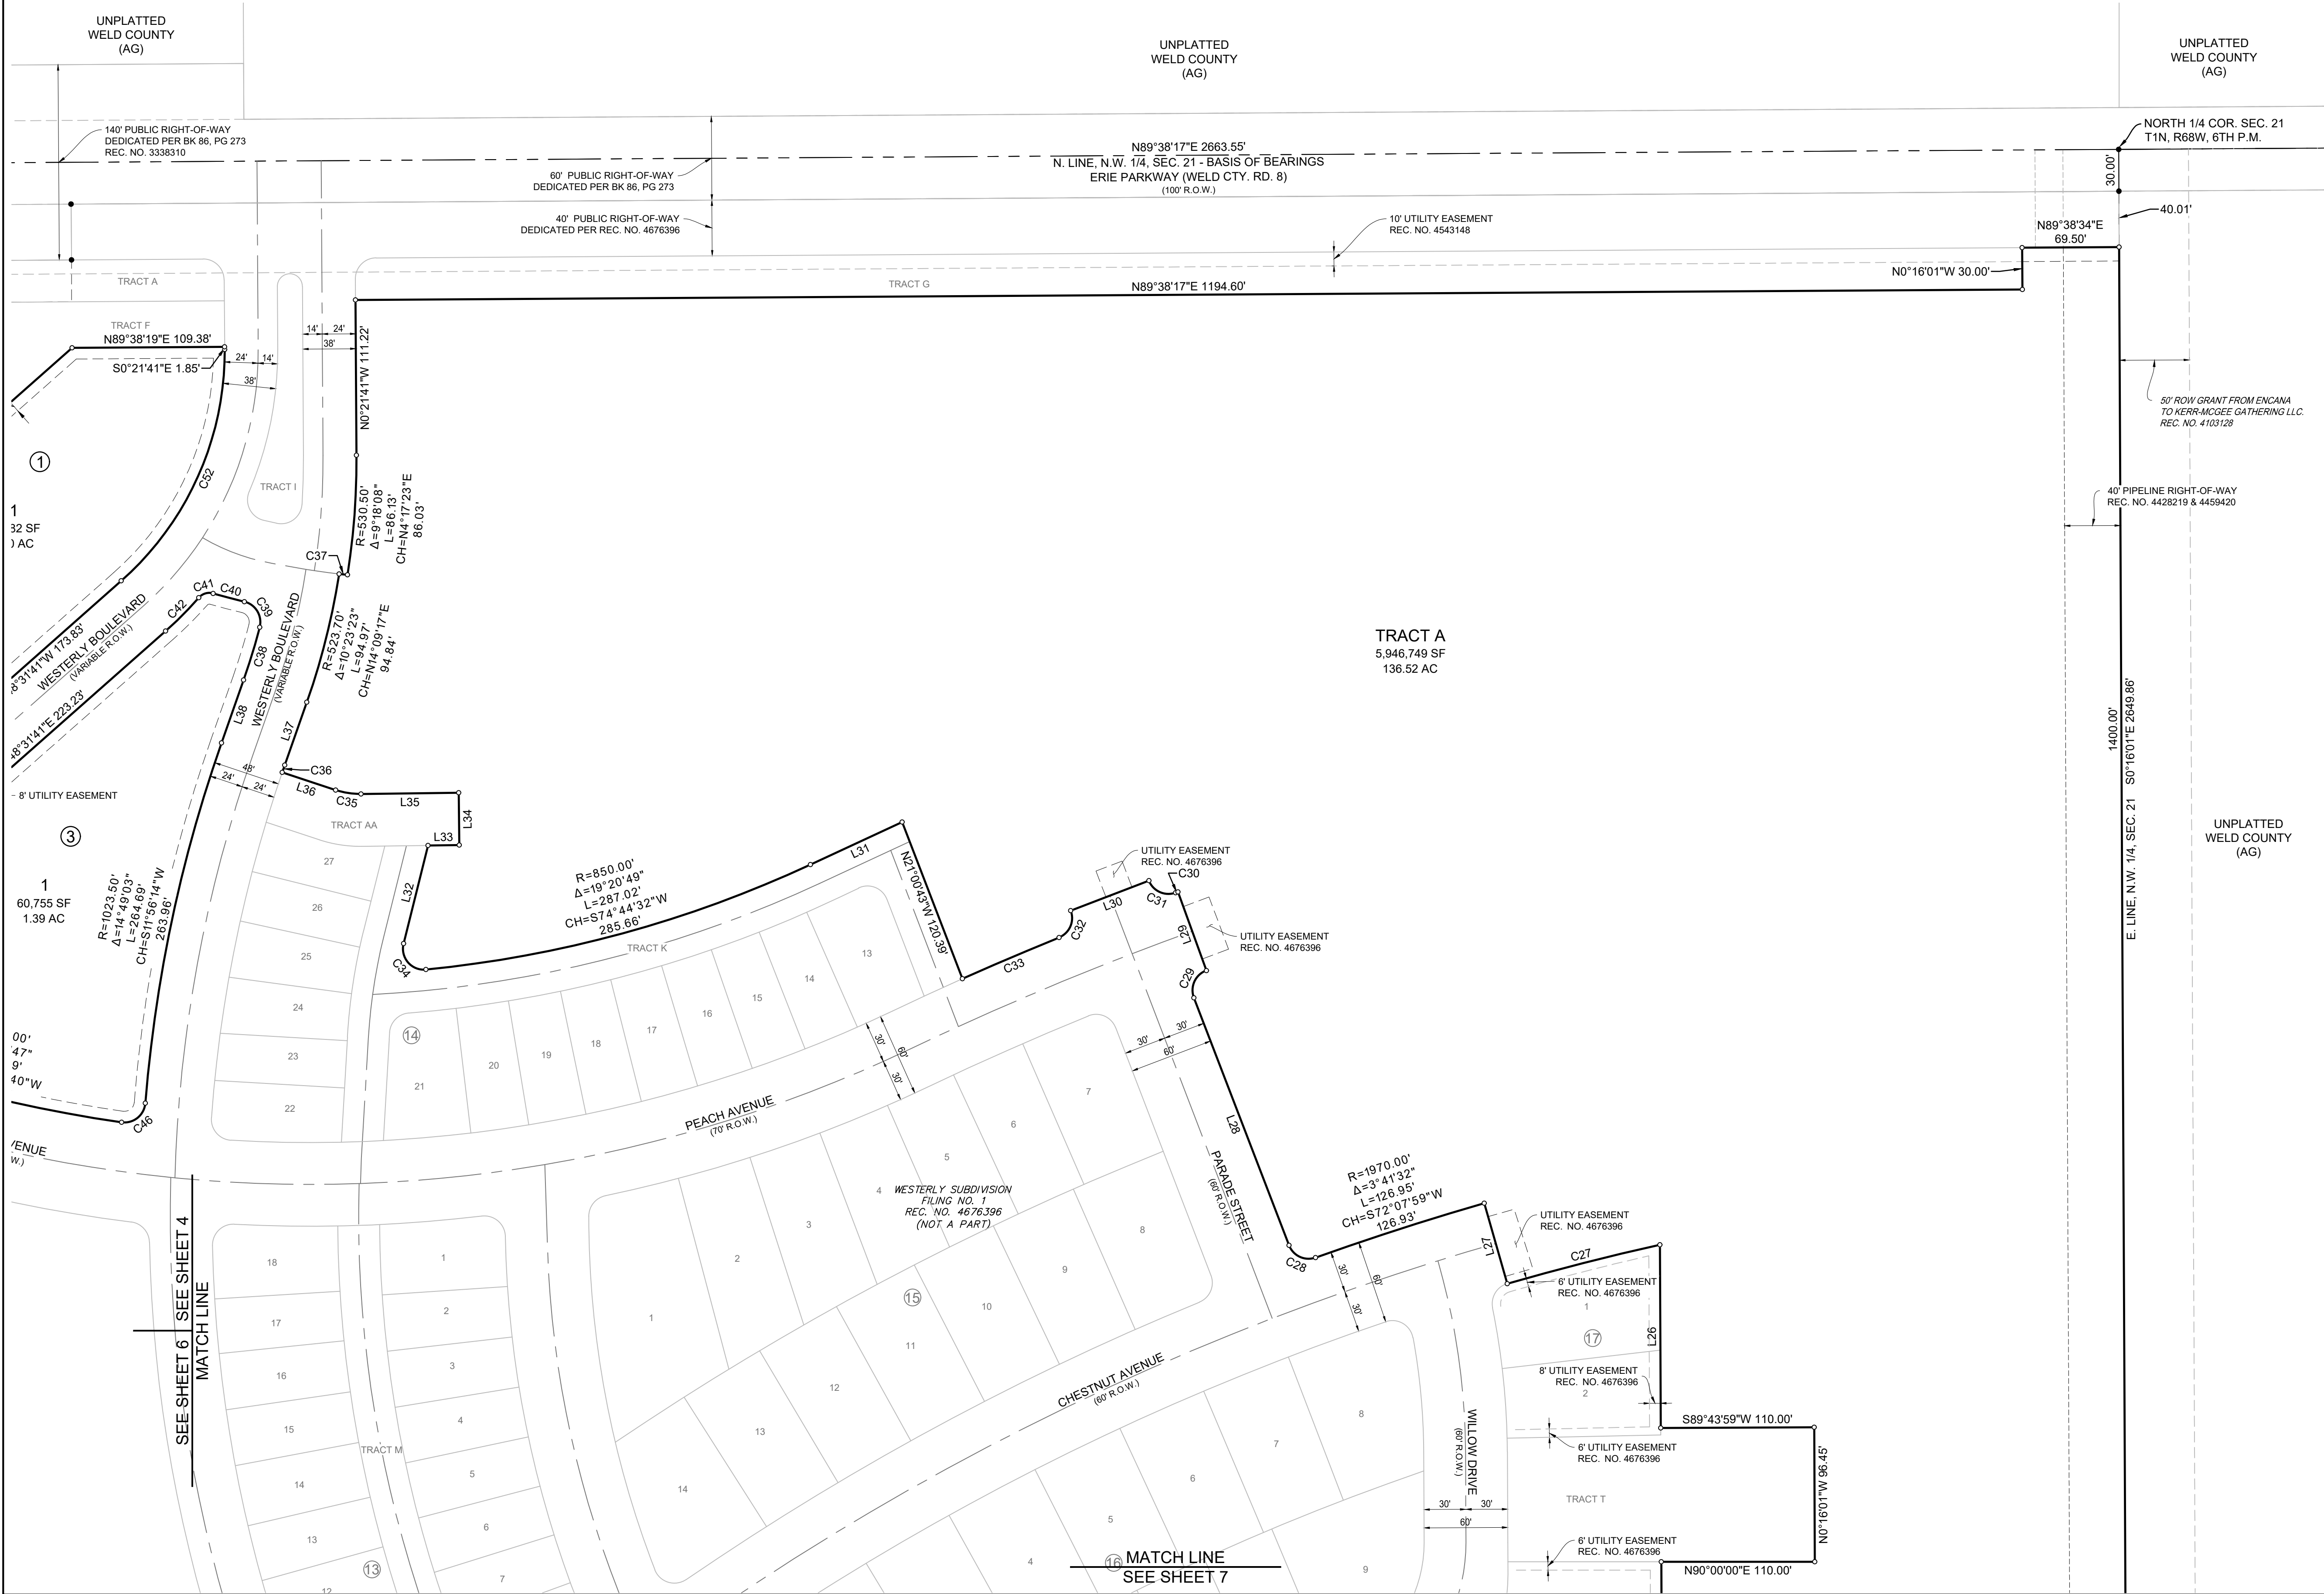 UNPLATTED
WELD COUNTY
(AG)
UNPLATTED
WELD COUNTY
(AG)
UNPLATTED
WELD COUNTY
(AG)
140' PUBLIC RIGHT-OF-WAY
DEDICATED PER BK 86, PG 273
REC. NO. 3338310
NORTH 1/4 COR. SEC. 21
T1N, R68W, 6TH P.M.
N89°38'17"E 2663.55'
N. LINE, N.W. 1/4, SEC. 21 - BASIS OF BEARINGS
ERIE PARKWAY (WELD CTY. RD. 8)
(100' R.O.W.)
60' PUBLIC RIGHT-OF-WAY
DEDICATED PER BK 86, PG 273
30.00'
40.01'
40' PUBLIC RIGHT-OF-WAY
DEDICATED PER REC. NO. 4676396
10' UTILITY EASEMENT
REC. NO. 4543148
N89°38'34"E
69.50'
N0°16'01"W 30.00'
TRACT A
TRACT G
N89°38'17"E 1194.60'
TRACT F
N89°38'19"E 109.38'
S0°21'41"E 1.85'
24'
14'
38'
14'
24'
38'
N0°21'41"W 111.22'
50' ROW GRANT FROM ENCANA
TO KERR-MCGEE GATHERING LLC.
REC. NO. 4103128
1
C52
TRACT I
40' PIPELINE RIGHT-OF-WAY
REC. NO. 4428219 & 4459420
1
32 SF
) AC
R=530.50'
Δ=9°18'08"
L=86.13'
CH=N4°17'23"E
86.03'
C37
C41
C40
C39
C42
C38
8°31'41"W 173.83'
WESTERLY BOULEVARD
(VARIABLE R.O.W.)
48°31'41"E 223.23'
WESTERLY BOULEVARD
(VARIABLE R.O.W.)
R=523.70'
Δ=10°23'23"
L=94.97'
CH=N14°09'17"E
94.84'
TRACT A
5,946,749 SF
136.52 AC
L38
L37
1400.00'
S0°16'01"E 2649.86'
E. LINE, N.W. 1/4, SEC. 21
48'
24'
24'
C36
L36
C35
L35
L34
L33
8' UTILITY EASEMENT
TRACT AA
3
1
60,755 SF
1.39 AC
R=1023.50'
Δ=14°49'03"
L=264.69'
CH=S11°56'14"W
263.96'
27
26
25
24
23
22
L32
C34
R=850.00'
Δ=19°20'49"
L=287.02'
CH=S74°44'32"W
285.66'
L31
N21°00'43"W 120.39'
TRACT K
UTILITY EASEMENT
REC. NO. 4676396
C30
C31
L30
C32
C33
L29
C29
UTILITY EASEMENT
REC. NO. 4676396
UNPLATTED
WELD COUNTY
(AG)
14
21
20
19
18
17
16
15
14
13
30'
60'
30'
30'
30'
60'
00'
'47"
9'
40"W
C46
VENUE
W.)
PEACH AVENUE
(70' R.O.W.)
L28
PARADE STREET
(60' R.O.W.)
WESTERLY SUBDIVISION
FILING NO. 1
REC. NO. 4676396
(NOT A PART)
1
2
3
4
5
6
7
8
9
10
11
12
13
14
15
R=1970.00'
Δ=3°41'32"
L=126.95'
CH=S72°07'59"W
126.93'
C28
L27
30'
60'
30'
UTILITY EASEMENT
REC. NO. 4676396
C27
6' UTILITY EASEMENT
REC. NO. 4676396
1
17
L26
8' UTILITY EASEMENT
REC. NO. 4676396
2
S89°43'59"W 110.00'
6' UTILITY EASEMENT
REC. NO. 4676396
TRACT T
N0°16'01"W 96.45'
6' UTILITY EASEMENT
REC. NO. 4676396
N90°00'00"E 110.00'
SEE SHEET 6
SEE SHEET 4
MATCH LINE
18
17
16
15
14
13
12
TRACT M
13
1
2
3
4
5
6
7
CHESTNUT AVENUE
(60' R.O.W.)
WILLOW DRIVE
(60' R.O.W.)
30'
30'
60'
8
7
6
5
4
9
16
MATCH LINE
SEE SHEET 7